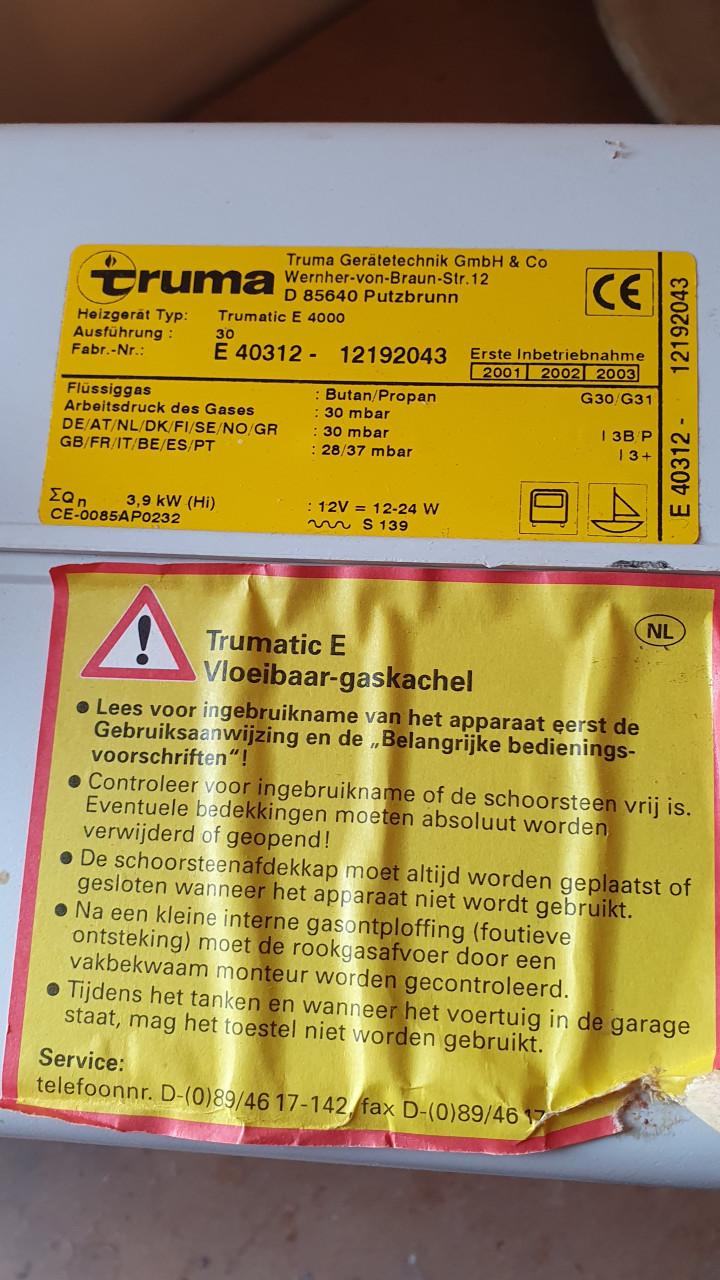 truma
Truma Gerätetechnik GmbH & Co
Wernher-von-Braun-Str.12
D 85640 Putzbrunn
CE
Heizgerät Typ: Trumatic E 4000
Ausführung : 30
Fabr.-Nr.: E 40312 - 12192043
Erste Inbetriebnahme
2001 2002 2003
Flüssiggas : Butan/Propan G30/G31
Arbeitsdruck des Gases : 30 mbar
DE/AT/NL/DK/FI/SE/NO/GR : 30 mbar I 3B/P
GB/FR/IT/BE/ES/PT : 28/37 mbar I 3+
ΣQn 3,9 kW (Hi) : 12V = 12-24 W
CE-0085AP0232 S 139
E 40312 - 12192043
NL
Trumatic E
Vloeibaar-gaskachel
● Lees voor ingebruikname van het apparaat eerst de
Gebruiksaanwijzing en de „Belangrijke bedienings-
voorschriften“!
● Controleer voor ingebruikname of de schoorsteen vrij is.
Eventuele bedekkingen moeten absoluut worden
verwijderd of geopend!
● De schoorsteenafdekkap moet altijd worden geplaatst of
gesloten wanneer het apparaat niet wordt gebruikt.
● Na een kleine interne gasontploffing (foutieve
ontsteking) moet de rookgasafvoer door een
vakbekwaam monteur worden gecontroleerd.
● Tijdens het tanken en wanneer het voertuig in de garage
staat, mag het toestel niet worden gebruikt.
Service:
telefoonnr. D-(0)89/46 17-142, fax D-(0)89/46 17